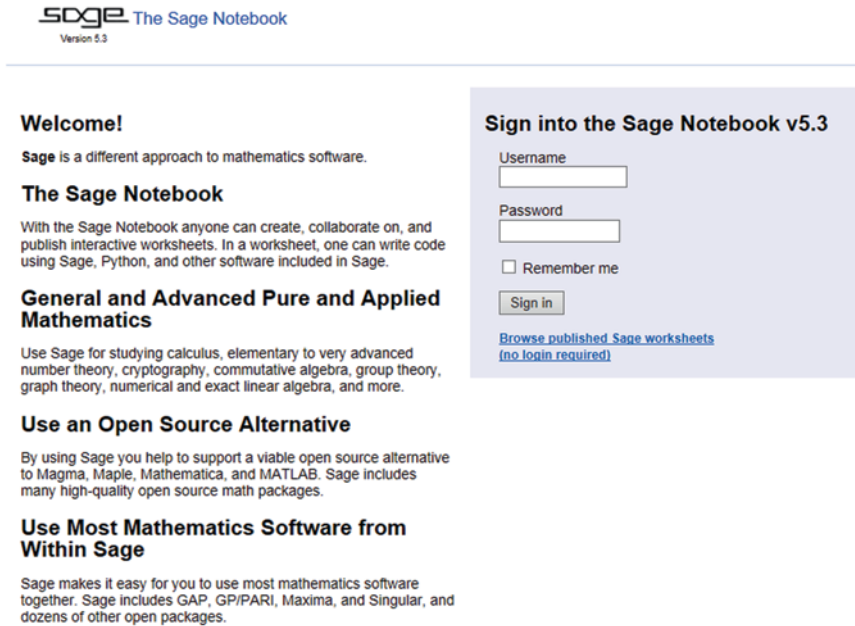 sage The Sage Notebook
Version 5.3
Welcome!
Sage is a different approach to mathematics software.
The Sage Notebook
With the Sage Notebook anyone can create, collaborate on, and
publish interactive worksheets. In a worksheet, one can write code
using Sage, Python, and other software included in Sage.
General and Advanced Pure and Applied
Mathematics
Use Sage for studying calculus, elementary to very advanced
number theory, cryptography, commutative algebra, group theory,
graph theory, numerical and exact linear algebra, and more.
Use an Open Source Alternative
By using Sage you help to support a viable open source alternative
to Magma, Maple, Mathematica, and MATLAB. Sage includes
many high-quality open source math packages.
Use Most Mathematics Software from
Within Sage
Sage makes it easy for you to use most mathematics software
together. Sage includes GAP, GP/PARI, Maxima, and Singular, and
dozens of other open packages.
Sign into the Sage Notebook v5.3
Username
Password
Remember me
Sign in
Browse published Sage worksheets
(no login required)